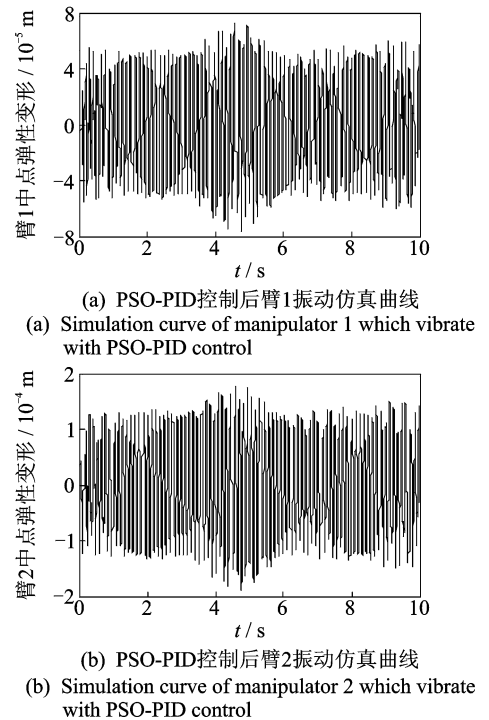 臂1中点弹性变形 / 10⁻⁵ m
8
4
0
−4
−8
0 2 4 6 8 10
t / s
(a) PSO-PID控制后臂1振动仿真曲线
(a) Simulation curve of manipulator 1 which vibrate
with PSO-PID control
臂2中点弹性变形 / 10⁻⁴ m
2
1
0
−1
−2
0 2 4 6 8 10
t / s
(b) PSO-PID控制后臂2振动仿真曲线
(b) Simulation curve of manipulator 2 which vibrate
with PSO-PID control